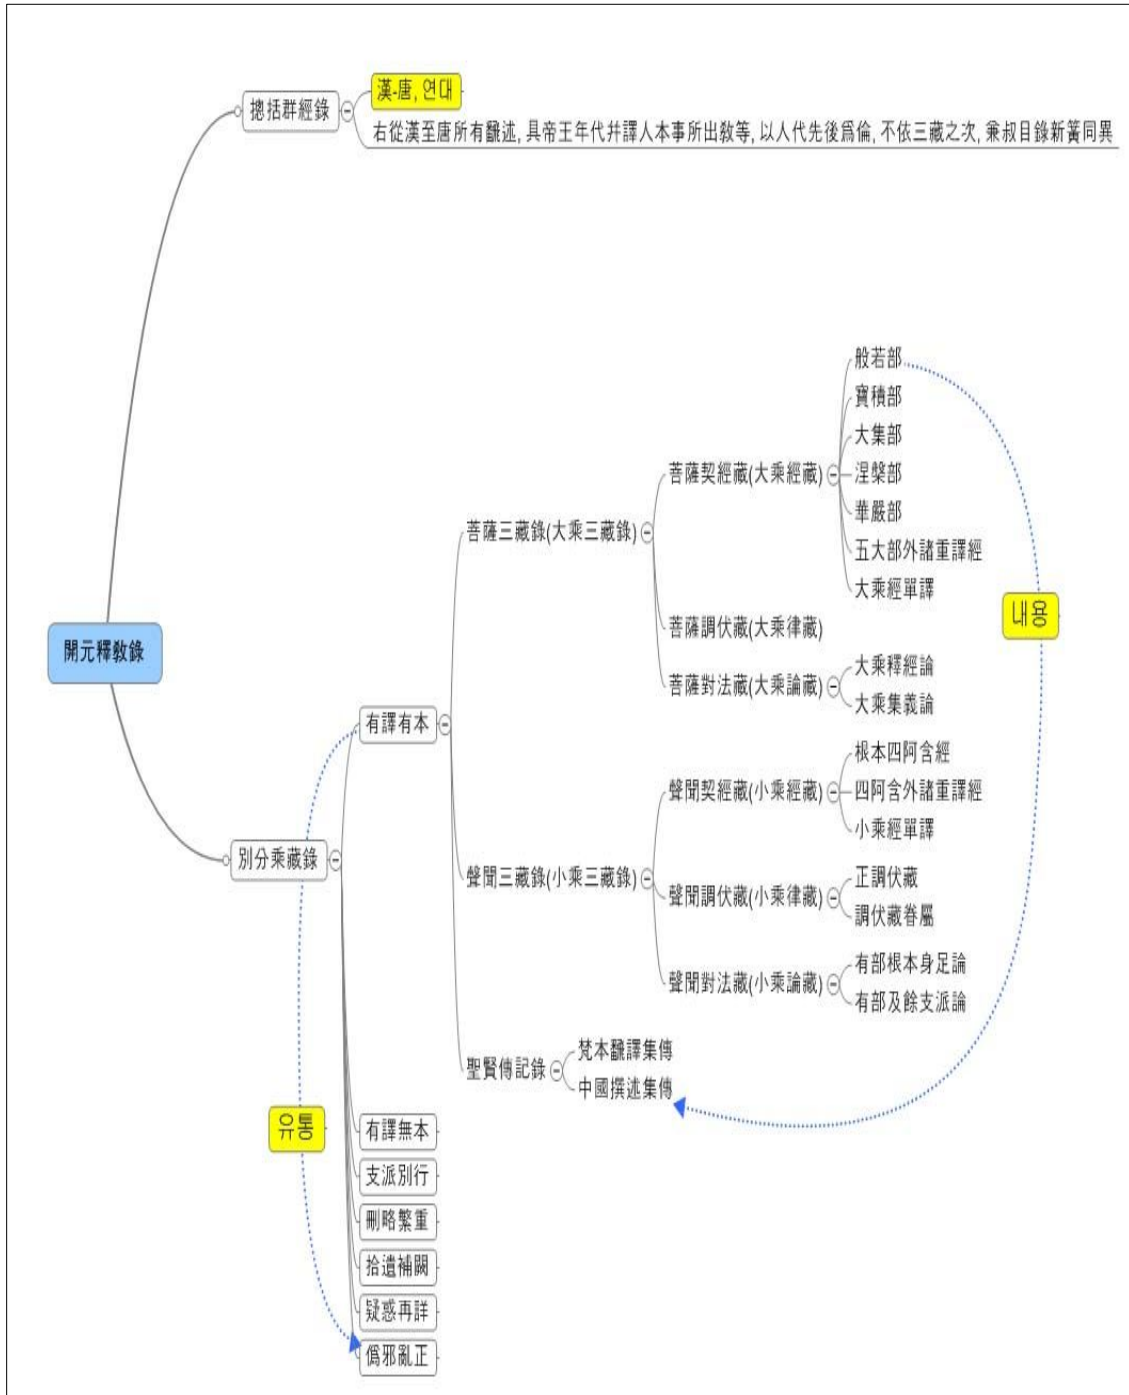 漢-唐, 연대
摠括群經錄
右從漢至唐所有飜述, 具帝王年代幷譯人本事所出敎等, 以人代先後爲倫, 不依三藏之次, 兼叔目錄新簧同異
般若部
寶積部
大集部
菩薩契經藏(大乘經藏)
涅槃部
華嚴部
菩薩三藏錄(大乘三藏錄)
五大部外諸重譯經
大乘經單譯
내용
菩薩調伏藏(大乘律藏)
開元釋敎錄
大乘釋經論
菩薩對法藏(大乘論藏)
大乘集義論
有譯有本
根本四阿含經
聲聞契經藏(小乘經藏)
四阿含外諸重譯經
小乘經單譯
別分乘藏錄
聲聞三藏錄(小乘三藏錄)
正調伏藏
聲聞調伏藏(小乘律藏)
調伏藏眷屬
有部根本身足論
聲聞對法藏(小乘論藏)
有部及餘支派論
梵本飜譯集傳
聖賢傳記錄
中國撰述集傳
유통
有譯無本
支派別行
刪略繁重
拾遺補闕
疑惑再詳
僞邪亂正